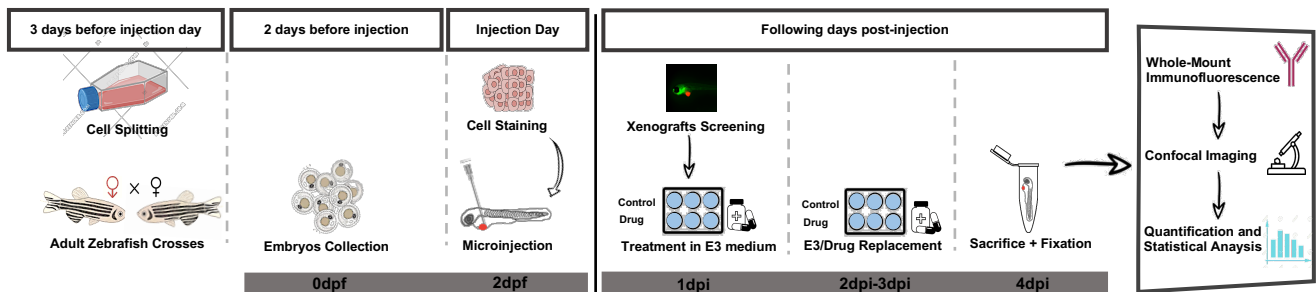 3 days before injection day
2 days before injection
Injection Day
Following days post-injection
Cell Splitting
Adult Zebrafish Crosses
Embryos Collection
Cell Staining
Microinjection
Xenografts Screening
Control
Drug
Treatment in E3 medium
Control
Drug
E3/Drug Replacement
Sacrifice + Fixation
0dpf
2dpf
1dpi
2dpi-3dpi
4dpi
Whole-Mount
Immunofluorescence
Confocal Imaging
Quantification and
Statistical Anaysis